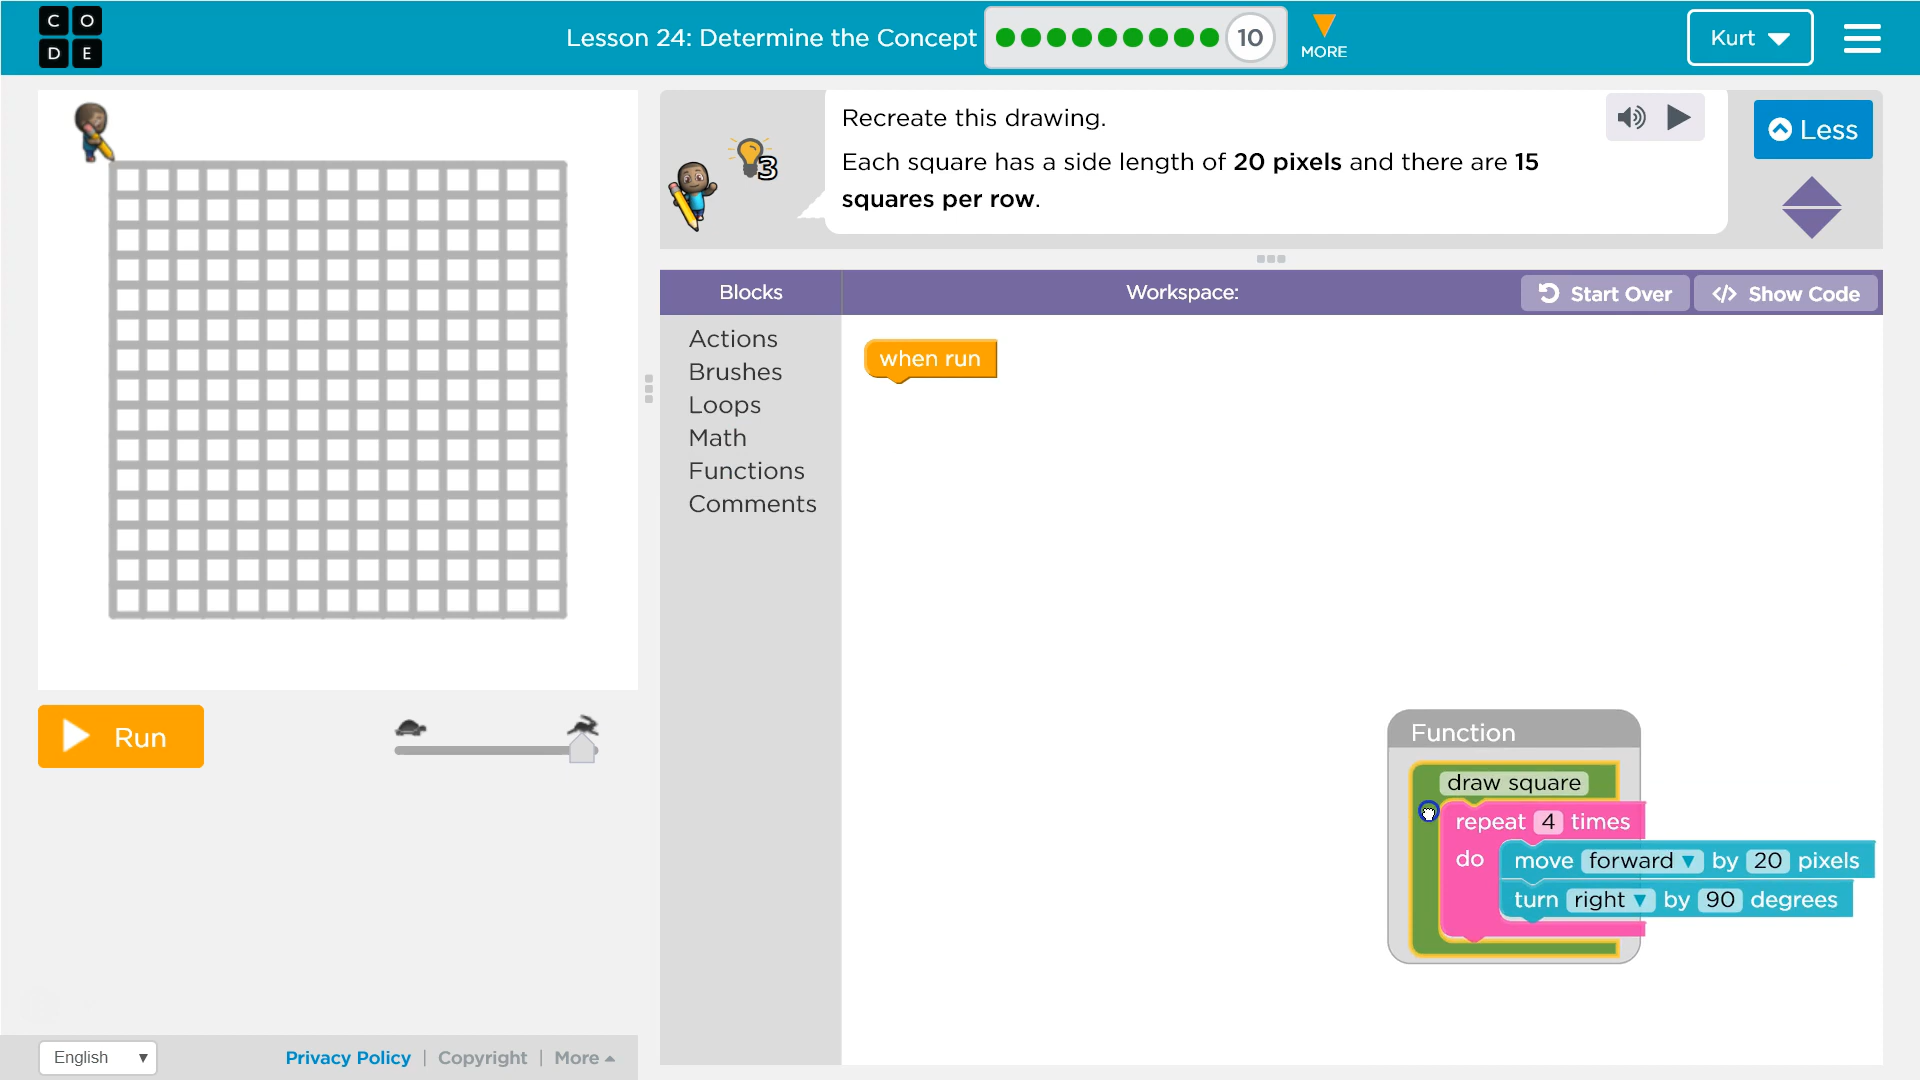 C O
D E
Lesson 24: Determine the Concept
10
MORE
Kurt
Recreate this drawing.
Each square has a side length of 20 pixels and there are 15
squares per row.
3
Less
Blocks
Workspace:
Start Over
</> Show Code
Actions
Brushes
Loops
Math
Functions
Comments
when run
Run
Function
draw square
repeat 4 times
do
move forward ▼ by 20 pixels
turn right ▼ by 90 degrees
English ▼
Privacy Policy | Copyright | More